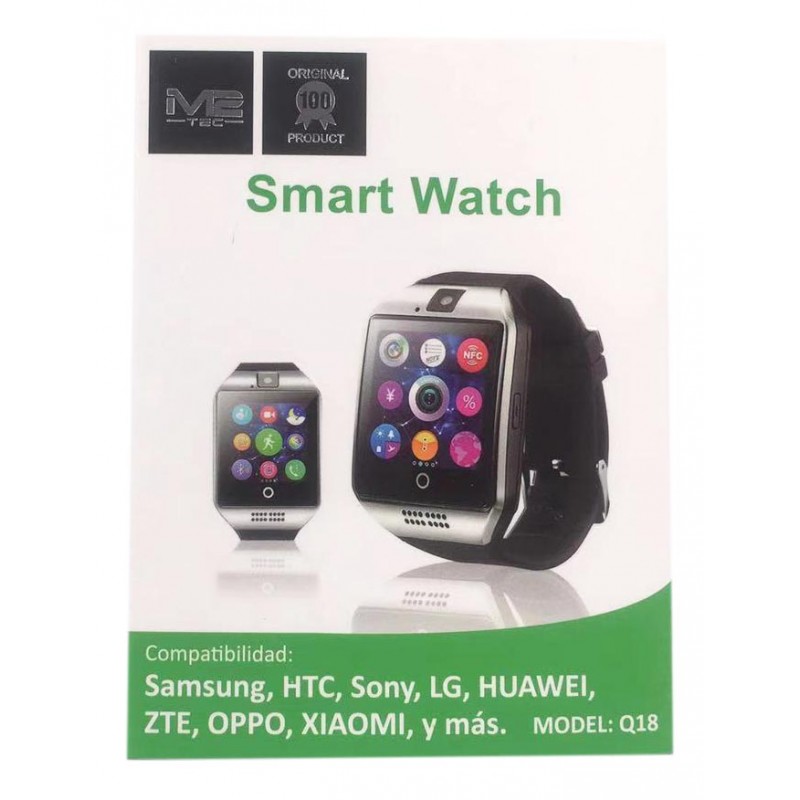 M2
TEC
ORIGINAL
100
PRODUCT
Smart Watch
NFC
¥
%
Compatibilidad:
Samsung, HTC, Sony, LG, HUAWEI,
ZTE, OPPO, XIAOMI, y más. MODEL: Q18